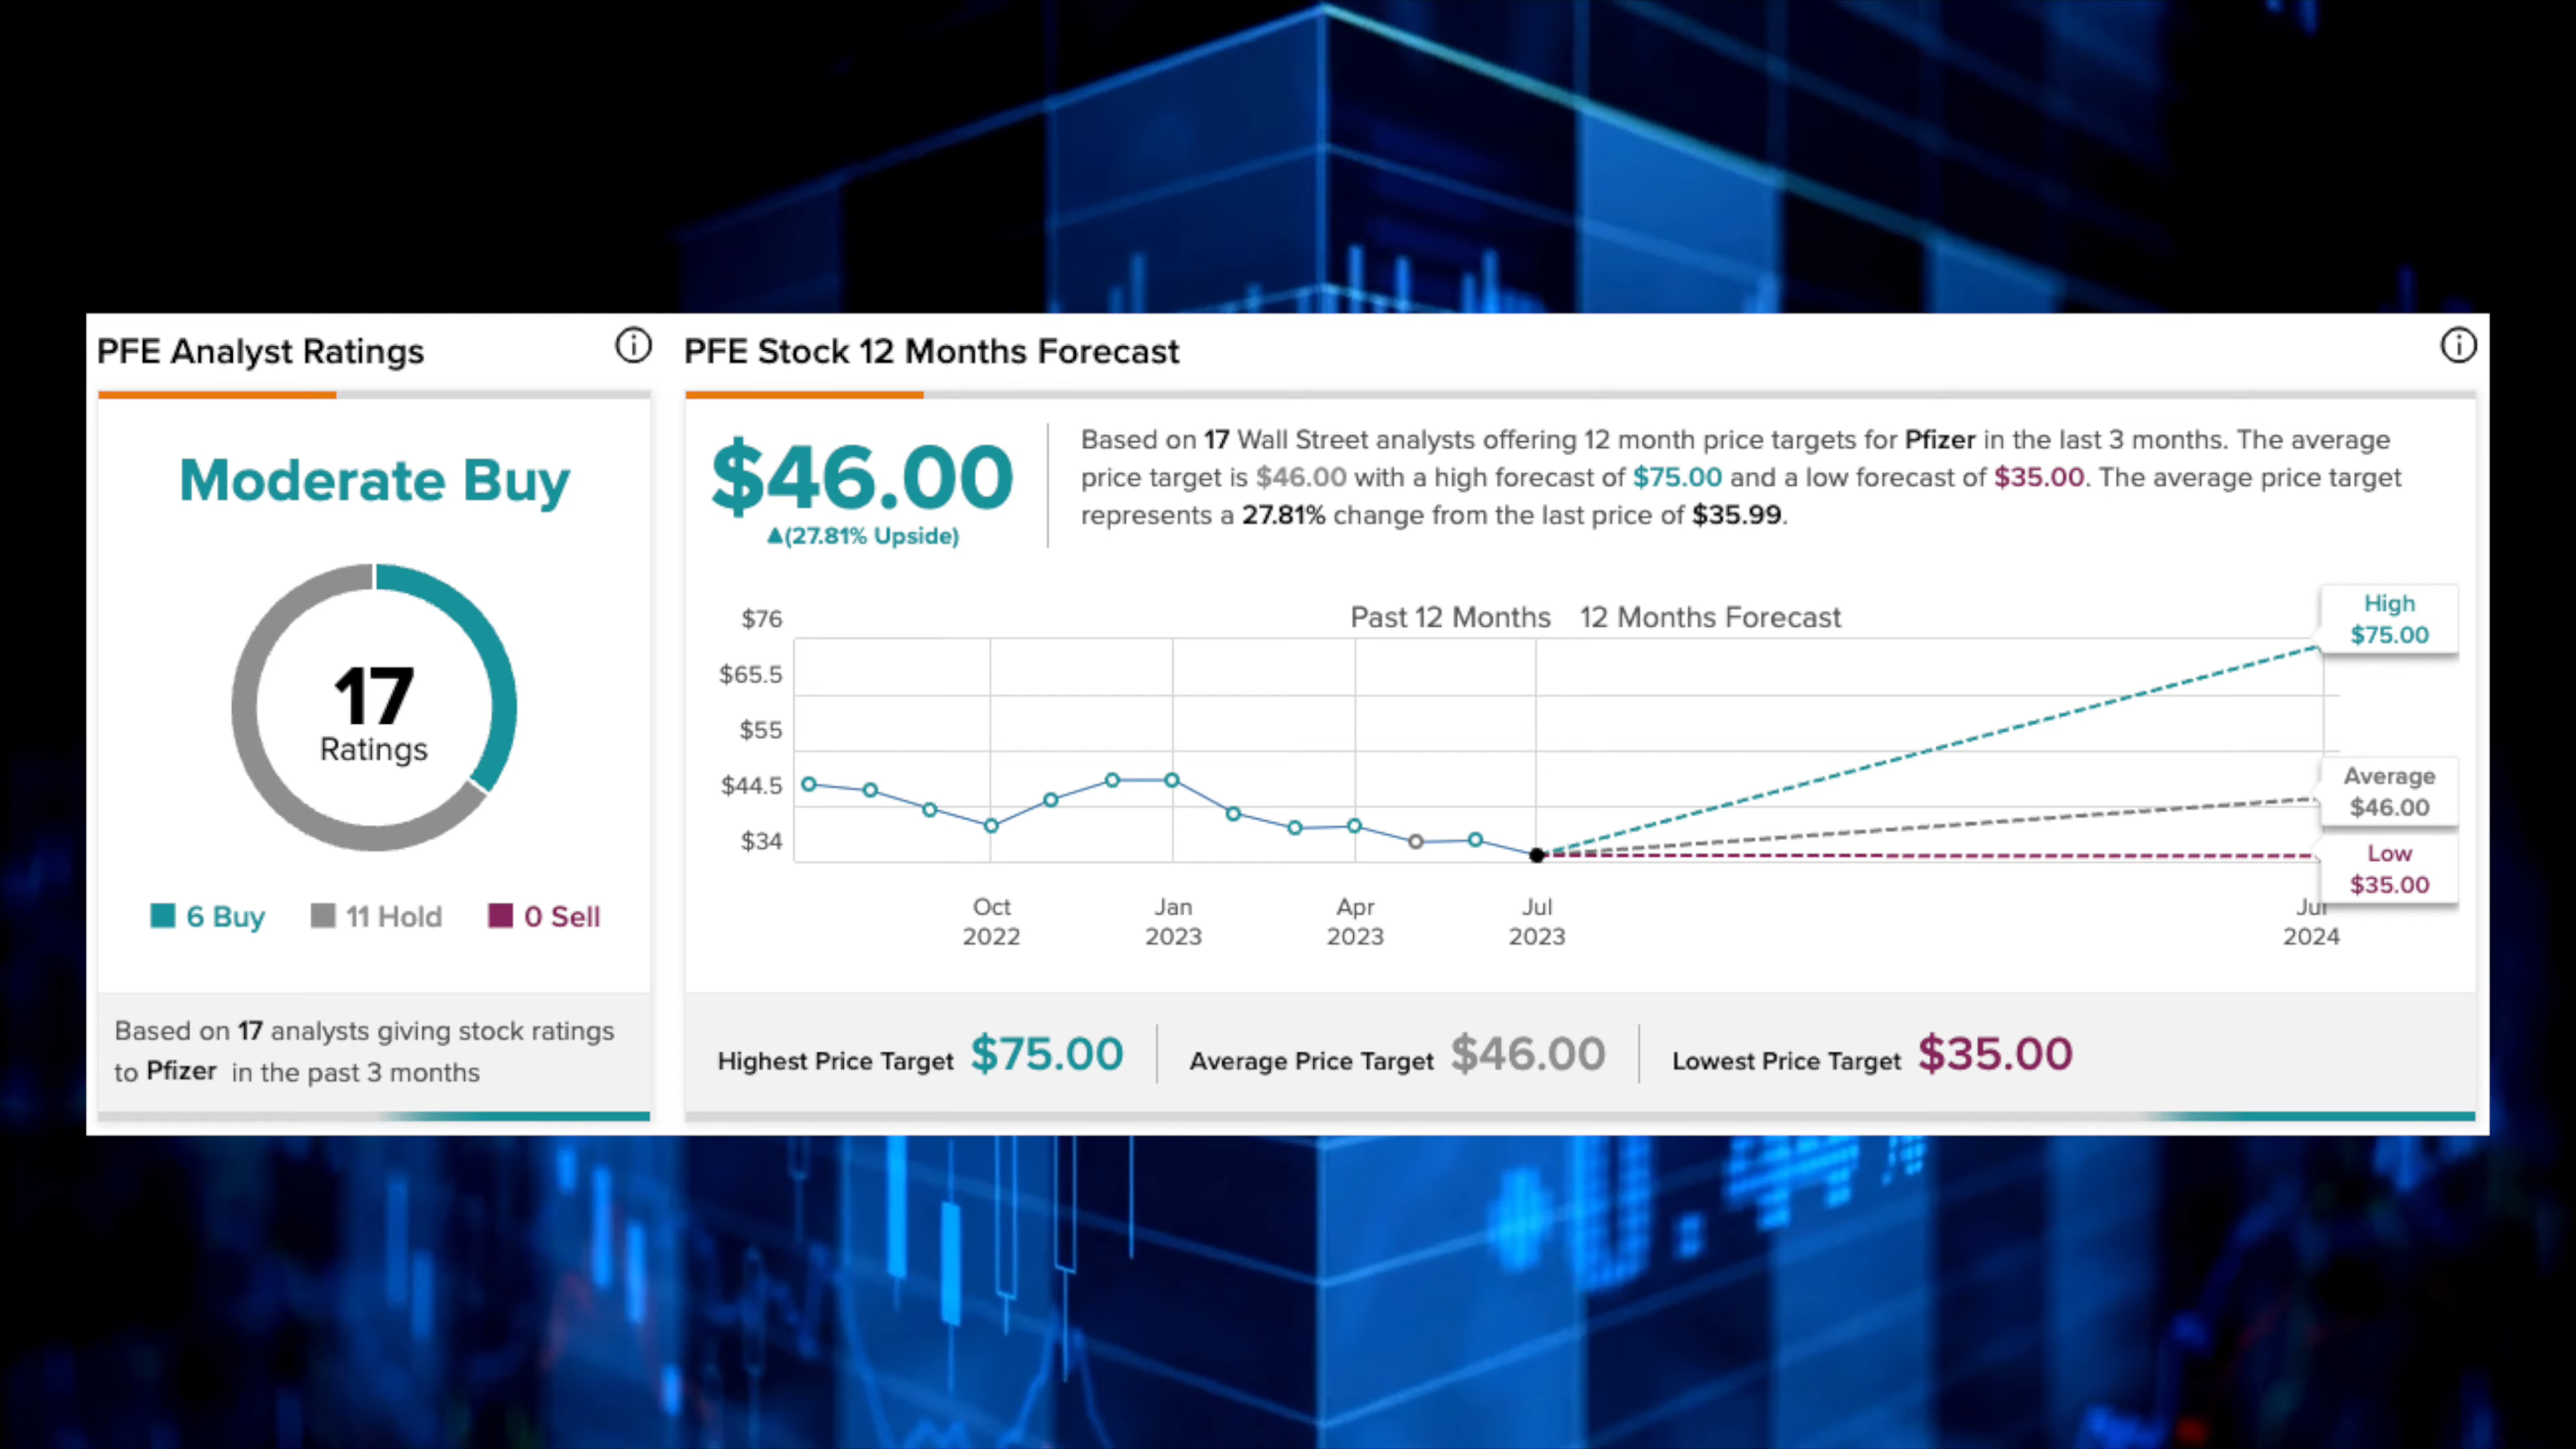 PFE Analyst Ratings
Moderate Buy
17
Ratings
6 Buy
11 Hold
0 Sell
Based on 17 analysts giving stock ratings
to Pfizer in the past 3 months
PFE Stock 12 Months Forecast
$46.00
▲(27.81% Upside)
Based on 17 Wall Street analysts offering 12 month price targets for Pfizer in the last 3 months. The average
price target is $46.00 with a high forecast of $75.00 and a low forecast of $35.00. The average price target
represents a 27.81% change from the last price of $35.99.
Past 12 Months
12 Months Forecast
$76
$65.5
$55
$44.5
$34
High
$75.00
Average
$46.00
Low
$35.00
Oct
2022
Jan
2023
Apr
2023
Jul
2023
Jul
2024
Highest Price Target $75.00
Average Price Target $46.00
Lowest Price Target $35.00